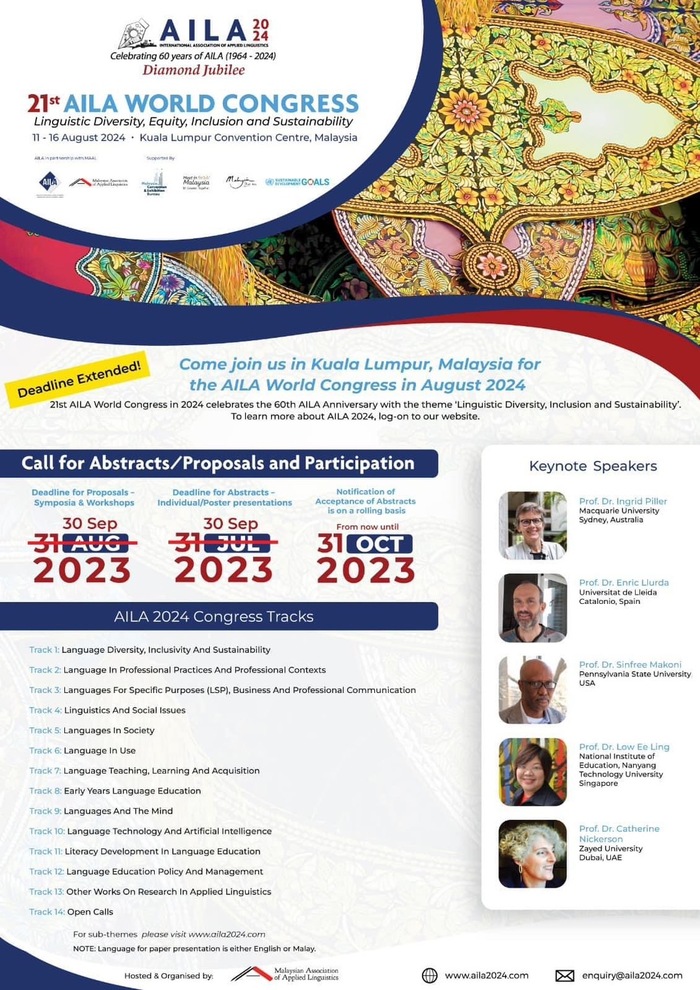 AILA 20
24
INTERNATIONAL ASSOCIATION OF APPLIED LINGUISTICS
Celebrating 60 years of AILA (1964 - 2024)
Diamond Jubilee
21st AILA WORLD CONGRESS
Linguistic Diversity, Equity, Inclusion and Sustainability
11 - 16 August 2024 • Kuala Lumpur Convention Centre, Malaysia
AILA in partnership with MAAL
Supported by
AILA
Malaysian Association
of Applied Linguistics
Malaysia
Convention
& Exhibition
Bureau
Malaysia
Malaysia
SUSTAINABLE
DEVELOPMENT GOALS
Deadline Extended!
Come join us in Kuala Lumpur, Malaysia for
the AILA World Congress in August 2024
21st AILA World Congress in 2024 celebrates the 60th AILA Anniversary with the theme 'Linguistic Diversity, Inclusion and Sustainability'.
To learn more about AILA 2024, log-on to our website.
Call for Abstracts/Proposals and Participation
Deadline for Proposals –
Symposia & Workshops
30 Sep
31 AUG
2023
Deadline for Abstracts –
Individual/Poster presentations
30 Sep
31 JUL
2023
Notification of
Acceptance of Abstracts
is on a rolling basis
From now until
31 OCT
2023
AILA 2024 Congress Tracks
Track 1: Language Diversity, Inclusivity And Sustainability
Track 2: Language In Professional Practices And Professional Contexts
Track 3: Languages For Specific Purposes (LSP), Business And Professional Communication
Track 4: Linguistics And Social Issues
Track 5: Languages In Society
Track 6: Language In Use
Track 7: Language Teaching, Learning And Acquisition
Track 8: Early Years Language Education
Track 9: Languages And The Mind
Track 10: Language Technology And Artificial Intelligence
Track 11: Literacy Development In Language Education
Track 12: Language Education Policy And Management
Track 13: Other Works On Research In Applied Linguistics
Track 14: Open Calls
For sub-themes please visit www.aila2024.com
NOTE: Language for paper presentation is either English or Malay.
Keynote Speakers
Prof. Dr. Ingrid Piller
Macquarie University
Sydney, Australia
Prof. Dr. Enric Llurda
Universitat de Lleida
Catalonio, Spain
Prof. Dr. Sinfree Makoni
Pennsylvania State University
USA
Prof. Dr. Low Ee Ling
National Institute of
Education, Nanyang
Technology University
Singapore
Prof. Dr. Catherine
Nickerson
Zayed University
Dubai, UAE
Hosted & Organised by:
Malaysian Association
of Applied Linguistics
www.aila2024.com
enquiry@aila2024.com